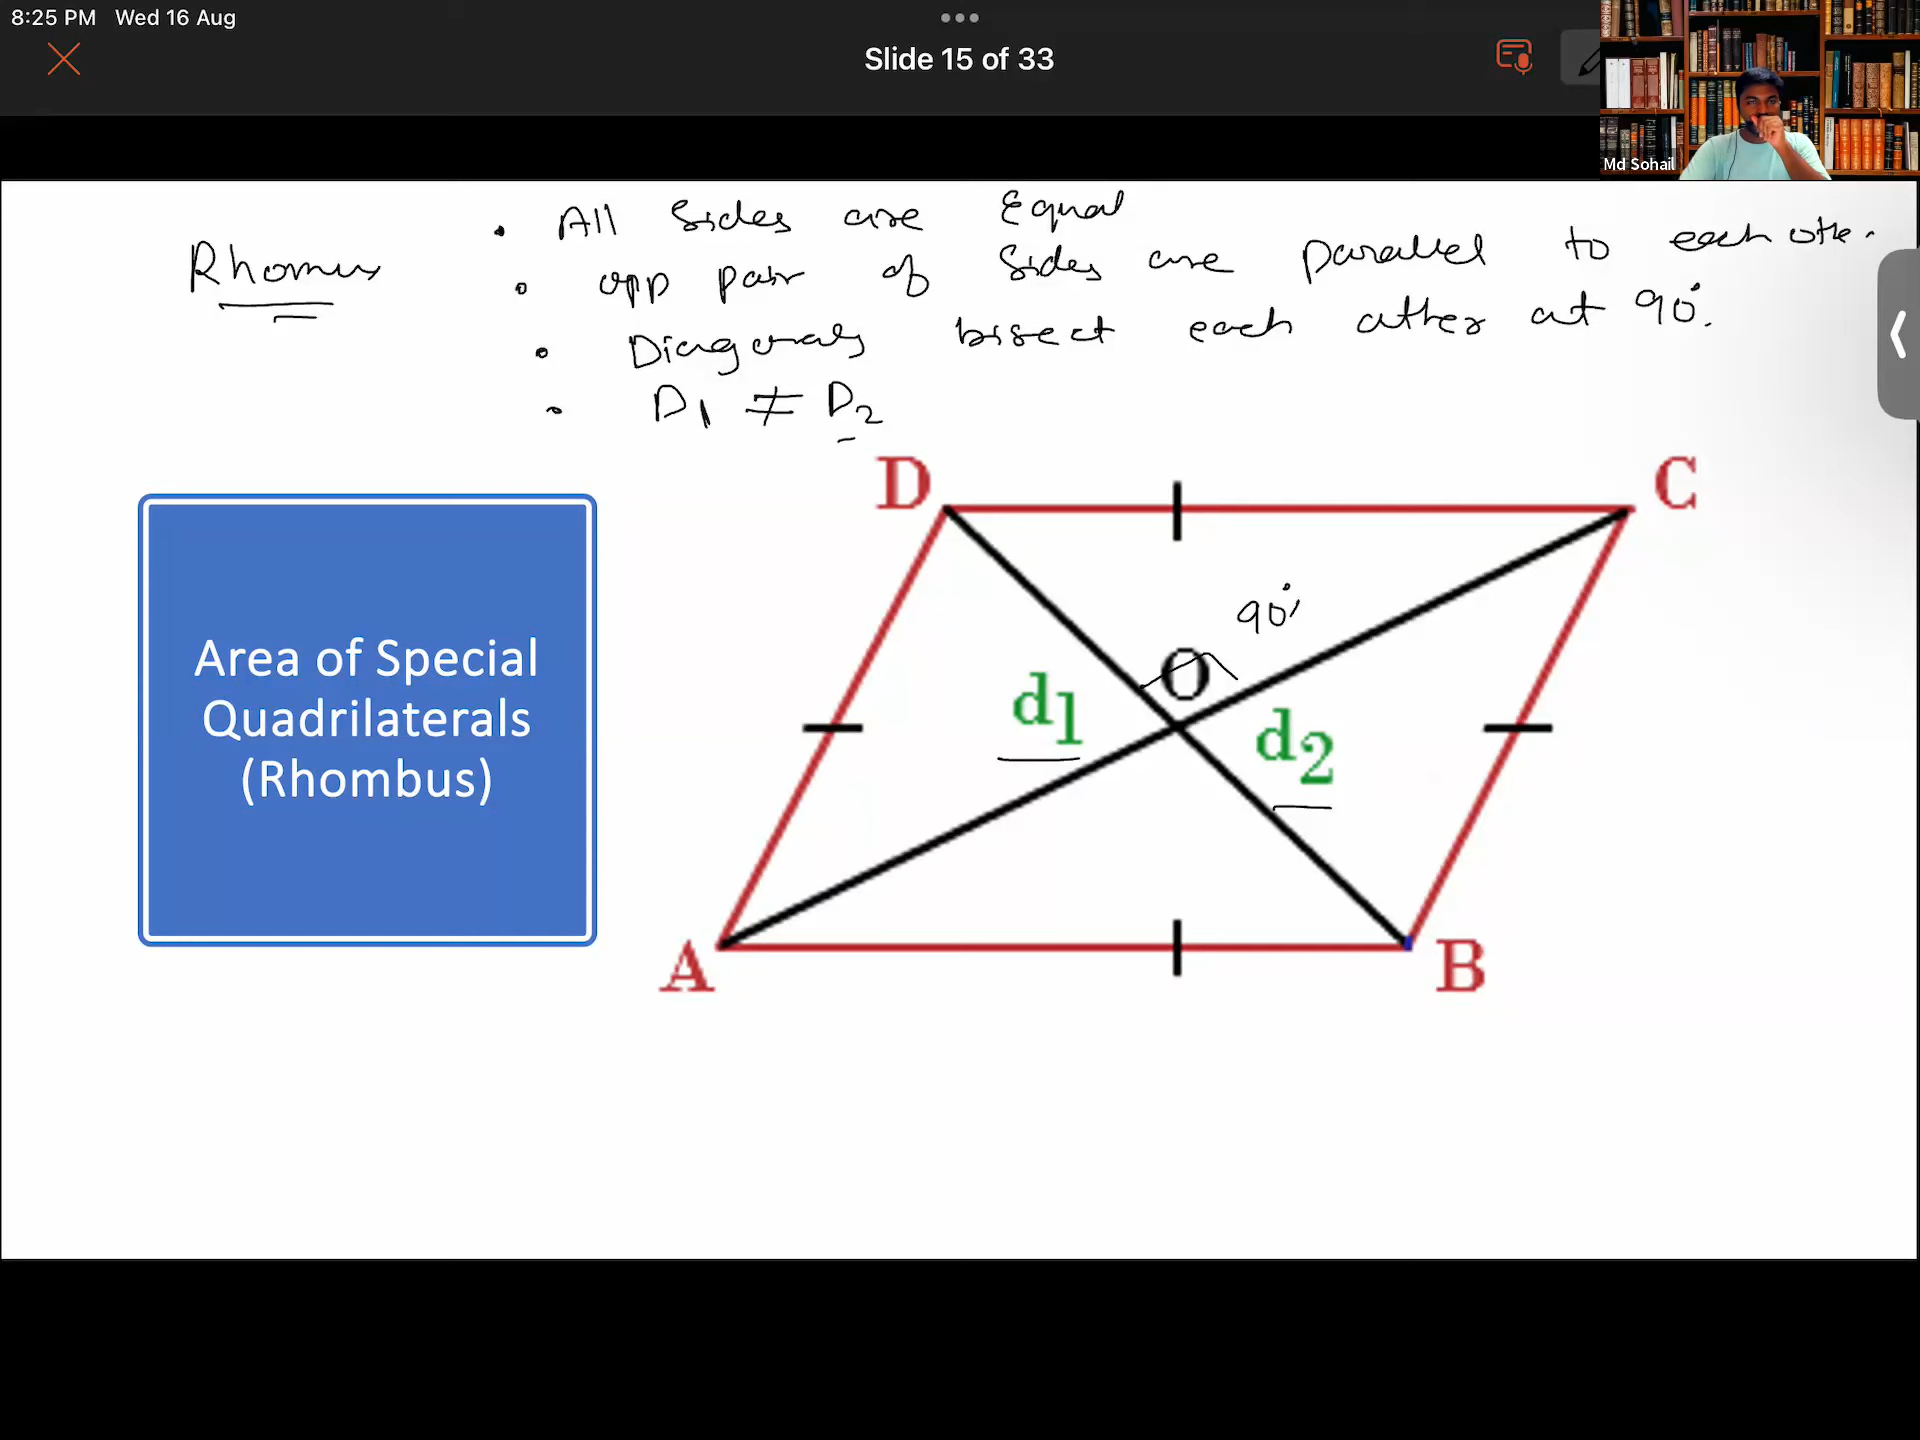 8:25 PM Wed 16 Aug
Slide 15 of 33
Md Sohail
Rhomus
• All Sides are Equal
• opp pair of Sides are parallel to each othe.
• Diagonals bisect each other at 90°.
• D1 ≠ D2
Area of Special
Quadrilaterals
(Rhombus)
D
C
90°
O
d1
d2
A
B